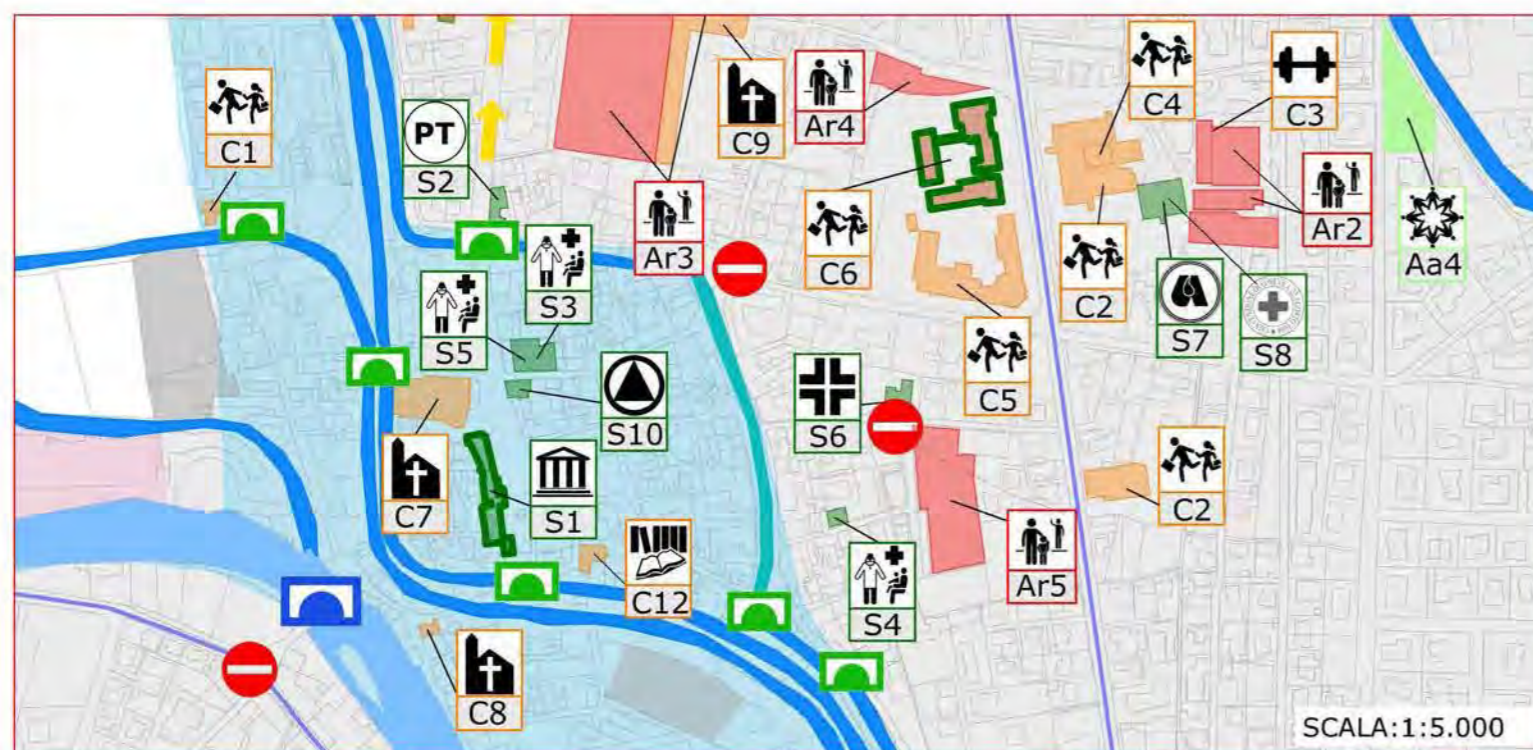 C1
PT
S2
S5
S3
S10
C7
S1
C12
C8
C9
Ar3
Ar4
C6
C5
S6
S4
Ar5
C4
C3
C2
S7
S8
Ar2
Aa4
C2
SCALA:1:5.000